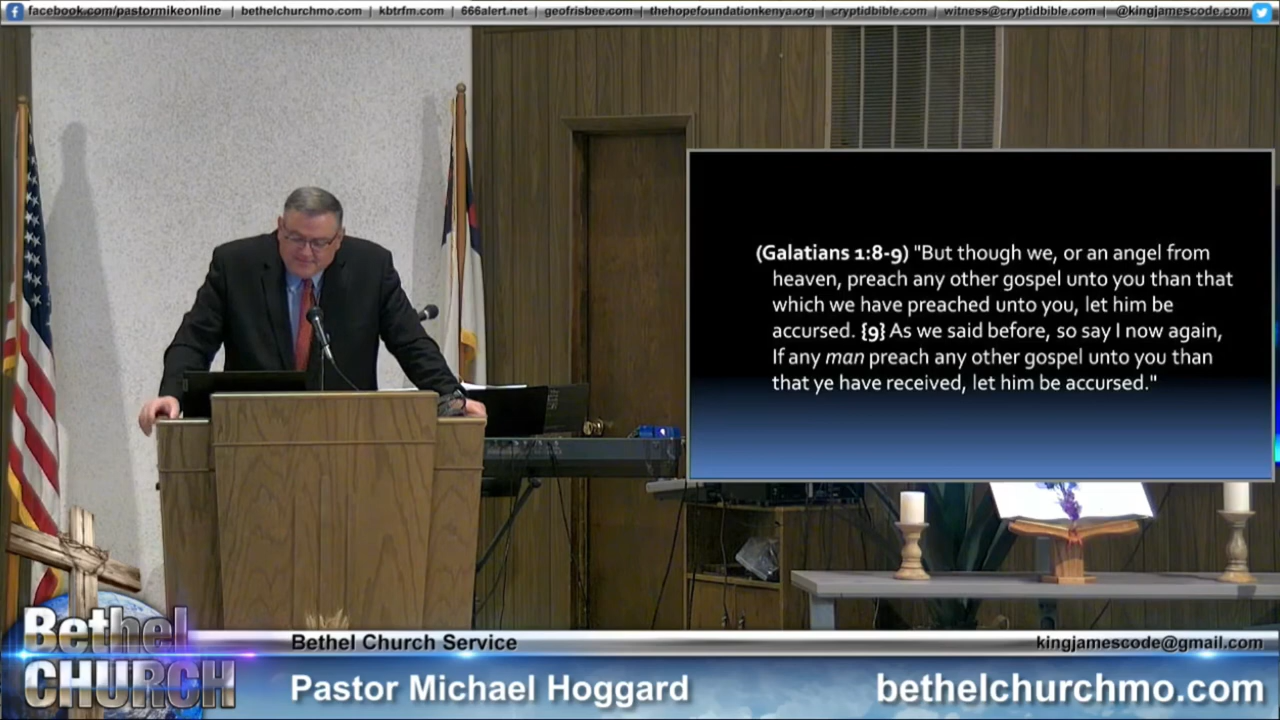 facebook.com/pastormikeonline | bethelchurchmo.com | kbtrfm.com | 666alert.net | geofrisbee.com | thehopefoundationkenya.org | cryptidbible.com | witness@cryptidbible.com | @kingjamescode.com
(Galatians 1:8-9) "But though we, or an angel from
heaven, preach any other gospel unto you than that
which we have preached unto you, let him be
accursed. {9} As we said before, so say I now again,
If any man preach any other gospel unto you than
that ye have received, let him be accursed."
Bethel
CHURCH
Bethel Church Service
kingjamescode@gmail.com
Pastor Michael Hoggard
bethelchurchmo.com